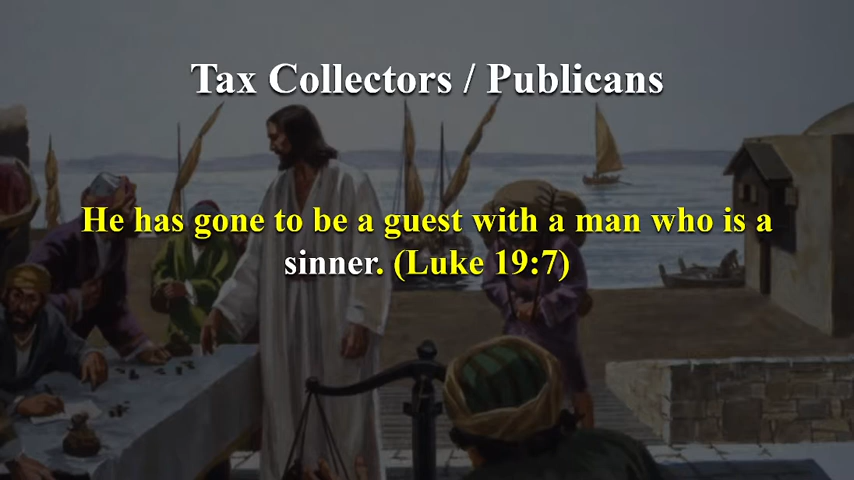 Tax Collectors / Publicans
He has gone to be a guest with a man who is a
sinner. (Luke 19:7)